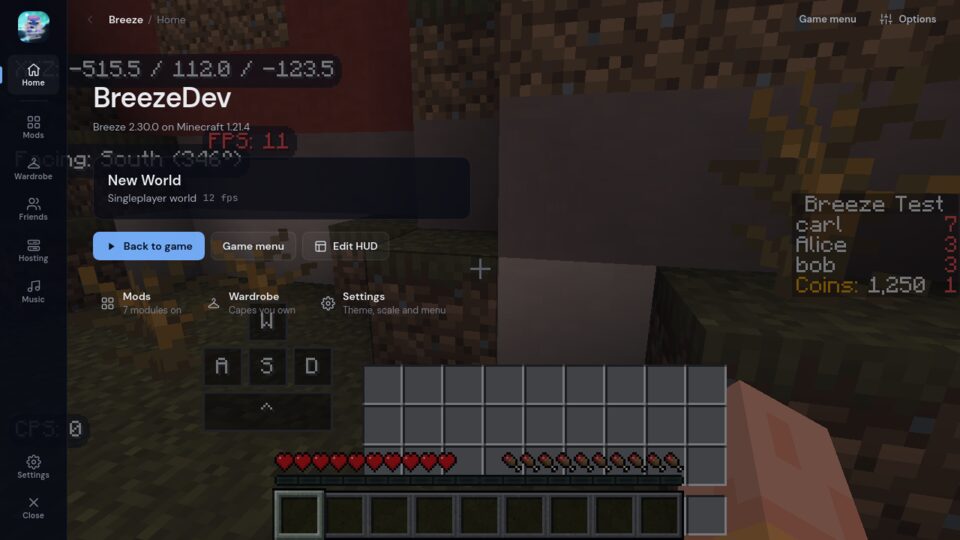 Breeze / Home
Game menu
Options
Home
Mods
Wardrobe
Friends
Hosting
Music
Settings
Close
XYZ: -515.5 / 112.0 / -123.5
BreezeDev
Breeze 2.30.0 on Minecraft 1.21.4
FPS: 11
Facing: South (346°)
New World
Singleplayer world 12 fps
Back to game
Game menu
Edit HUD
Mods
7 modules on
Wardrobe
Capes you own
Settings
Theme, scale and menu
W
A S D
^
CPS: 0
Breeze Test
carl 7
Alice 3
bob 3
Coins: 1,250 1